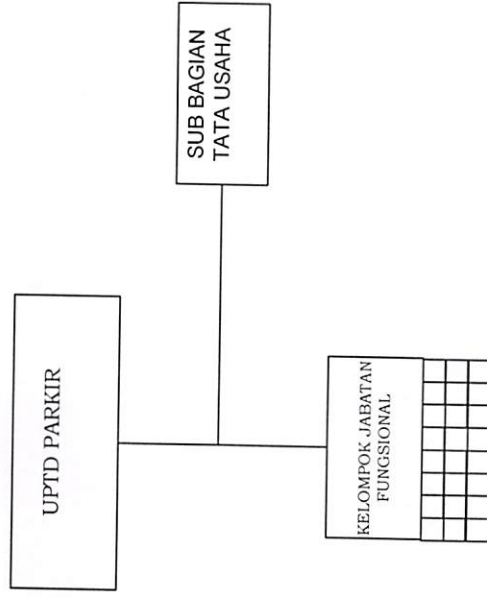 UPTD PARKIR
SUB BAGIAN
TATA USAHA
KELOMPOK JABATAN
FUNGSIONAL